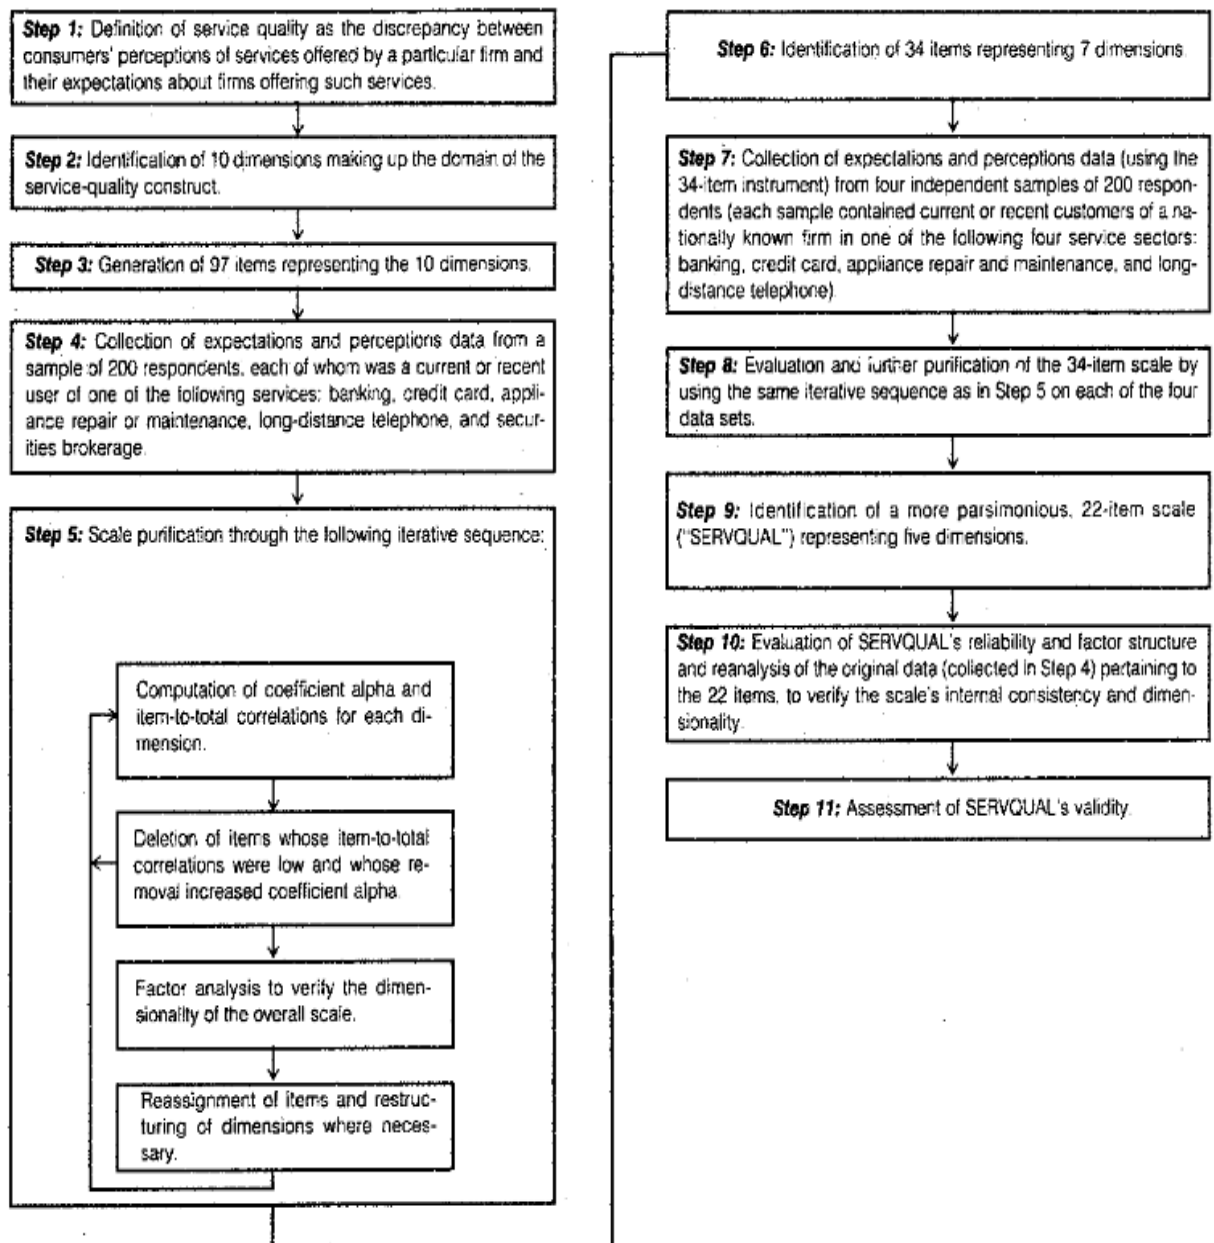 Step 1: Definition of service quality as the discrepancy between
consumers' perceptions of services offered by a particular firm and
their expectations about firms offering such services.
Step 2: Identification of 10 dimensions making up the domain of the
service-quality construct.
Step 3: Generation of 97 items representing the 10 dimensions.
Step 4: Collection of expectations and perceptions data from a
sample of 200 respondents, each of whom was a current or recent
user of one of the following services: banking, credit card, appli-
ance repair or maintenance, long-distance telephone, and secur-
ities brokerage.
Step 5: Scale purification through the following iterative sequence:
Computation of coefficient alpha and
item-to-total correlations for each di-
mension.
Deletion of items whose item-to-total
correlations were low and whose re-
moval increased coefficient alpha.
Factor analysis to verify the dimen-
sionality of the overall scale.
Reassignment of items and restruc-
turing of dimensions where neces-
sary.
Step 6: Identification of 34 items representing 7 dimensions.
Step 7: Collection of expectations and perceptions data (using the
34-item instrument) from four independent samples of 200 respon-
dents (each sample contained current or recent customers of a na-
tionally known firm in one of the following four service sectors:
banking, credit card, appliance repair and maintenance, and long-
distance telephone).
Step 8: Evaluation and further purification of the 34-item scale by
using the same iterative sequence as in Step 5 on each of the four
data sets.
Step 9: Identification of a more parsimonious, 22-item scale
("SERVQUAL") representing five dimensions.
Step 10: Evaluation of SERVQUAL's reliability and factor structure
and reanalysis of the original data (collected in Step 4) pertaining to
the 22 items, to verify the scale's internal consistency and dimen-
sionality.
Step 11: Assessment of SERVQUAL's validity.